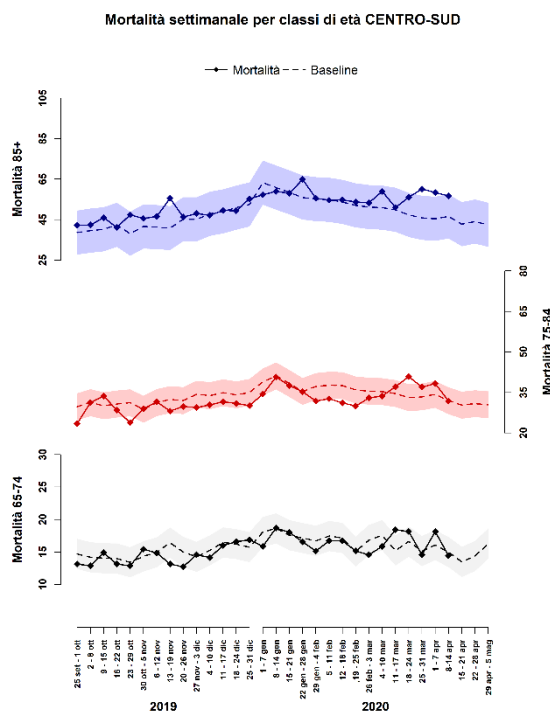 Mortalità settimanale per classi di età CENTRO-SUD
Mortalità
Baseline
Mortalità 85+
105
85
65
45
25
Mortalità 75-84
80
65
50
35
20
Mortalità 65-74
30
25
20
15
10
25 set - 1 ott
2 - 8 ott
9 - 15 ott
16 - 22 ott
23 - 29 ott
30 ott - 5 nov
6 - 12 nov
13 - 19 nov
20 - 26 nov
27 nov - 3 dic
4 - 10 dic
11 - 17 dic
18 - 24 dic
25 - 31 dic
1 - 7 gen
8 - 14 gen
15 - 21 gen
22 gen - 28 gen
29 gen - 4 feb
5 - 11 feb
12 - 18 feb
19 - 25 feb
26 feb - 3 mar
4 - 10 mar
11 - 17 mar
18 - 24 mar
25 - 31 mar
1 - 7 apr
8-14 apr
15 - 21 apr
22 - 28 apr
29 apr - 5 mag
2019
2020